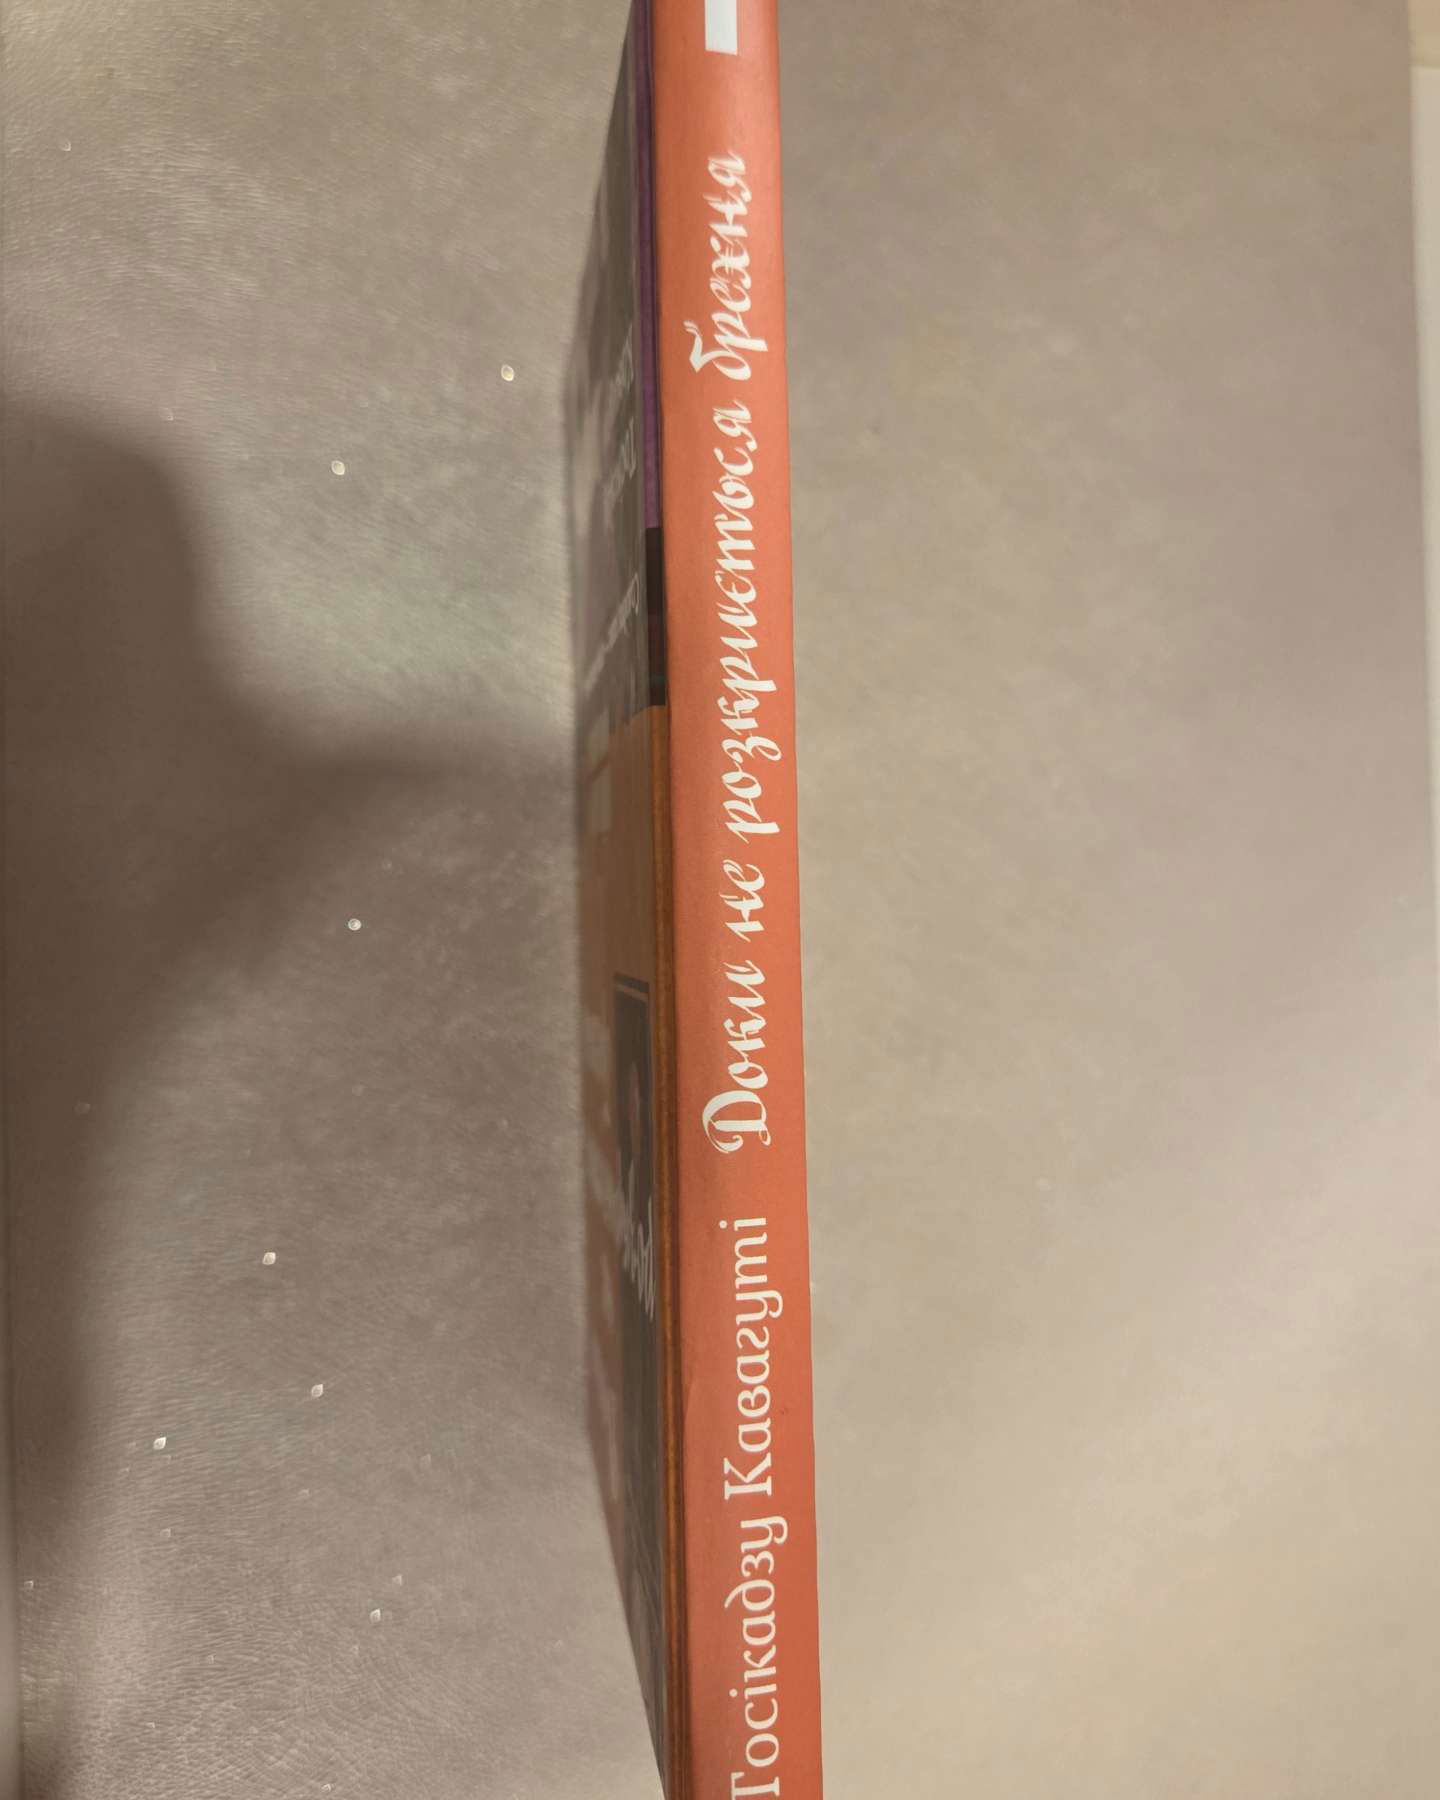 Тосікадзу Кавагуті Доки не розкриється брехня